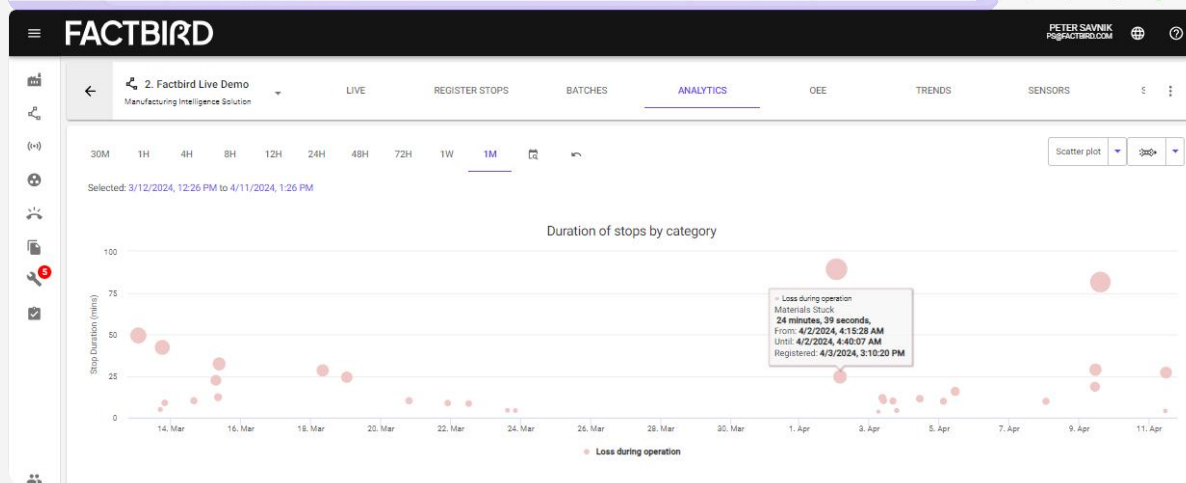 FACTBIRD
PETER SAVNIK
PS@FACTBIRD.COM
2. Factbird Live Demo
Manufacturing Intelligence Solution
LIVE
REGISTER STOPS
BATCHES
ANALYTICS
OEE
TRENDS
SENSORS
S
30M
1H
4H
8H
12H
24H
48H
72H
1W
1M
Scatter plot
Selected: 3/12/2024, 12:26 PM to 4/11/2024, 1:26 PM
5
Duration of stops by category
Stop Duration (mins)
100
75
50
25
0
Loss during operation
Materials Stuck
24 minutes, 39 seconds,
From: 4/2/2024, 4:15:28 AM
Until: 4/2/2024, 4:40:07 AM
Registered: 4/3/2024, 3:10:20 PM
14. Mar
16. Mar
18. Mar
20. Mar
22. Mar
24. Mar
26. Mar
28. Mar
30. Mar
1. Apr
3. Apr
5. Apr
7. Apr
9. Apr
11. Apr
Loss during operation